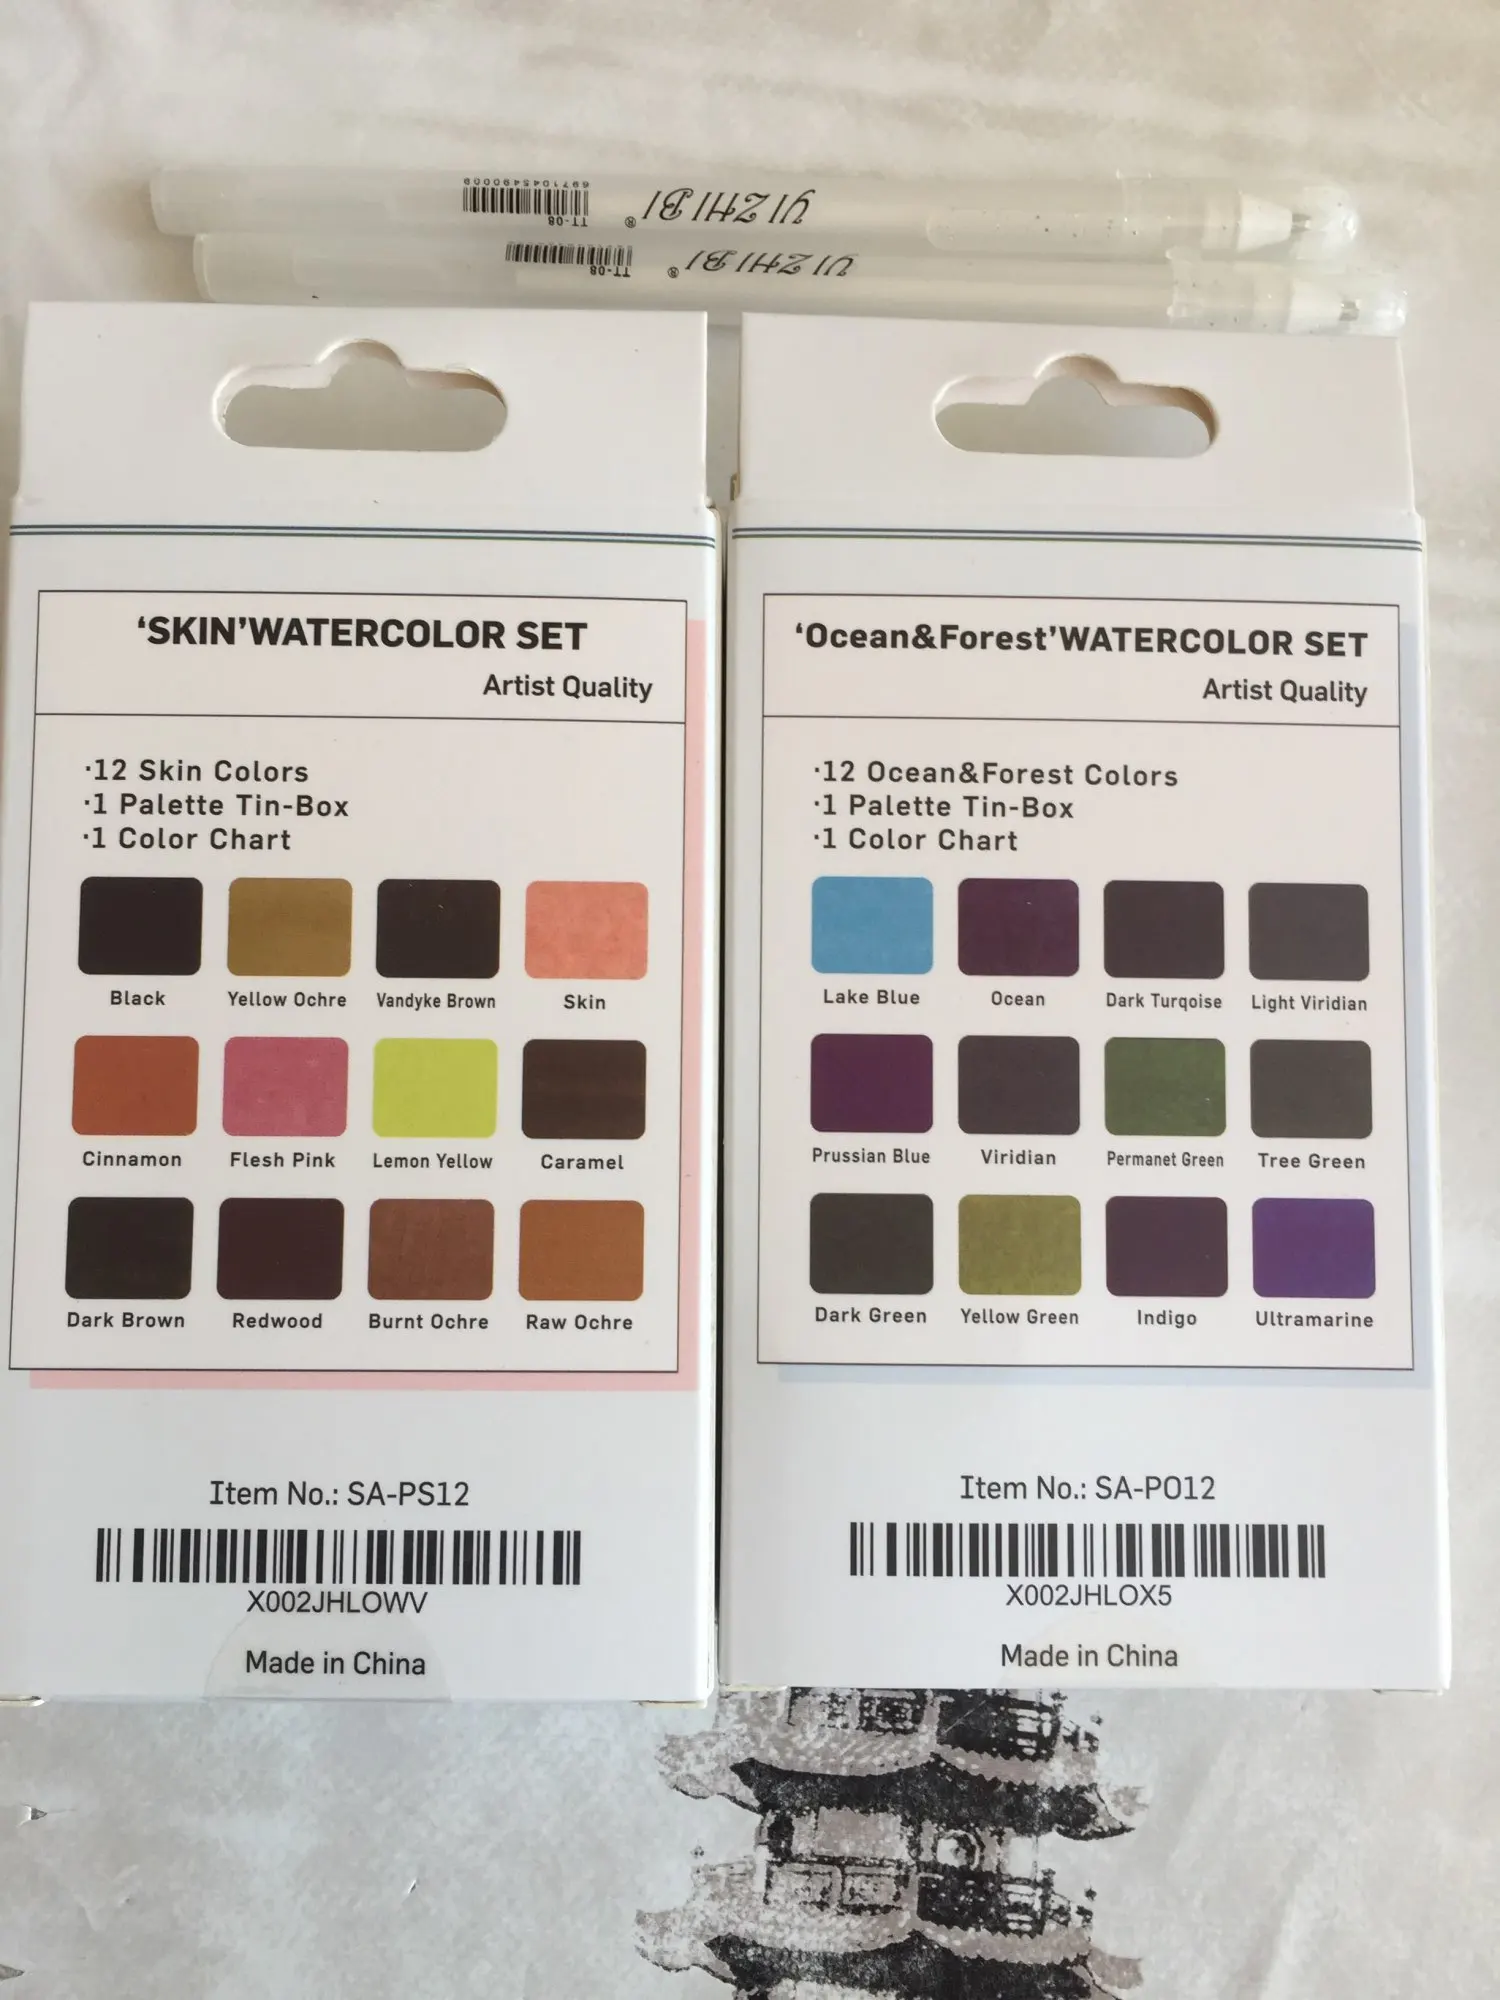 6971045490009
TT-08
YIZHIBI®
TT-08
YIZHIBI®
‘SKIN’WATERCOLOR SET
Artist Quality
·12 Skin Colors
·1 Palette Tin-Box
·1 Color Chart
Black Yellow Ochre Vandyke Brown Skin
Cinnamon Flesh Pink Lemon Yellow Caramel
Dark Brown Redwood Burnt Ochre Raw Ochre
Item No.: SA-PS12
X002JHLOWV
Made in China
‘Ocean&Forest’WATERCOLOR SET
Artist Quality
·12 Ocean&Forest Colors
·1 Palette Tin-Box
·1 Color Chart
Lake Blue Ocean Dark Turqoise Light Viridian
Prussian Blue Viridian Permanet Green Tree Green
Dark Green Yellow Green Indigo Ultramarine
Item No.: SA-PO12
X002JHLOX5
Made in China